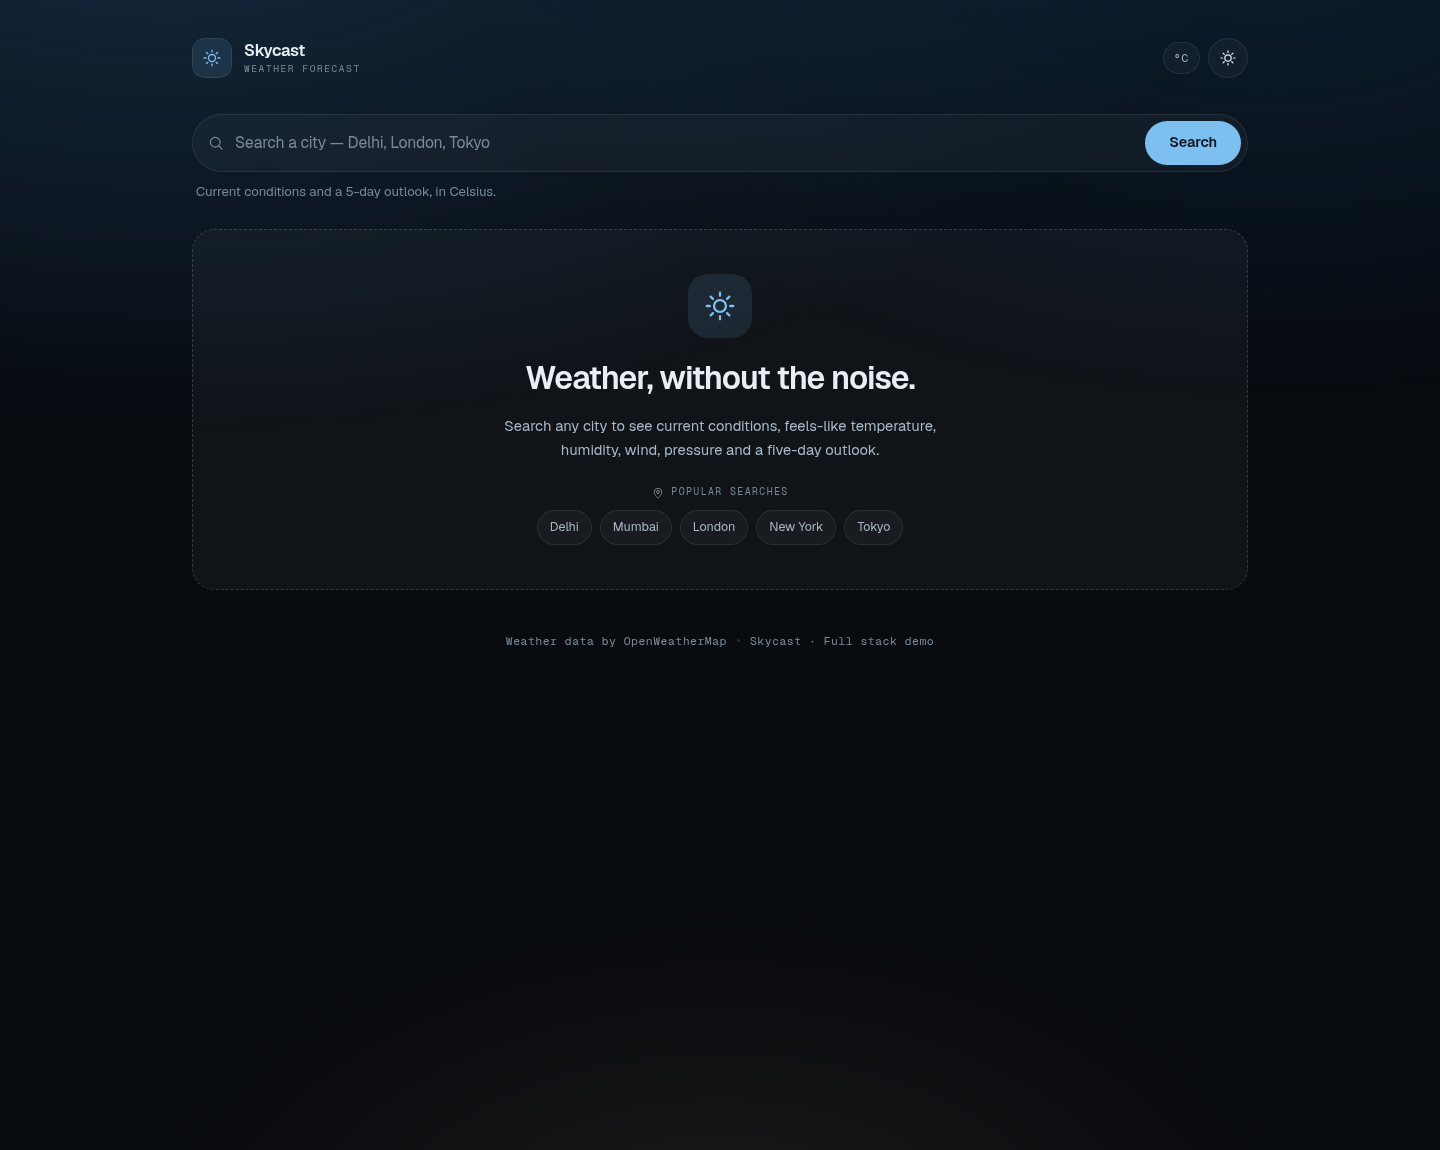 Skycast
WEATHER FORECAST
°C
Search a city — Delhi, London, Tokyo
Search
Current conditions and a 5-day outlook, in Celsius.
Weather, without the noise.
Search any city to see current conditions, feels-like temperature,
humidity, wind, pressure and a five-day outlook.
POPULAR SEARCHES
Delhi
Mumbai
London
New York
Tokyo
Weather data by OpenWeatherMap · Skycast · Full stack demo